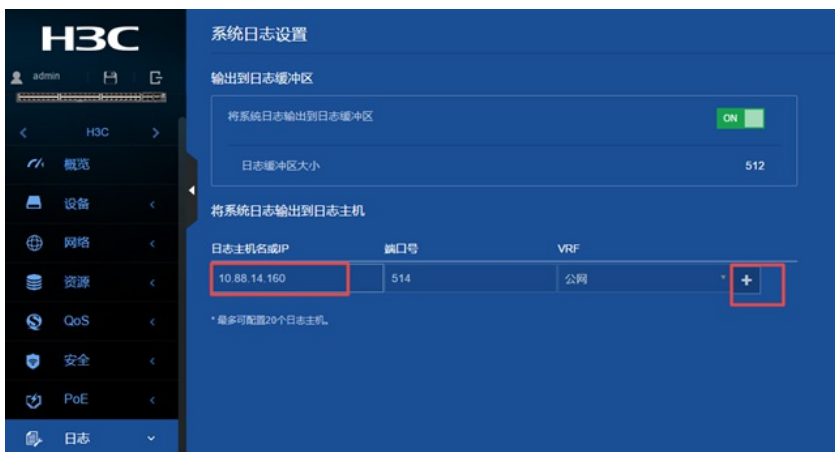 H3C
系统日志设置
admin
输出到日志缓冲区
将系统日志输出到日志缓冲区
ON
H3C
概览
日志缓冲区大小
512
设备
将系统日志输出到日志主机
网络
日志主机名或IP 端口号 VRF
资源
10.88.14.160 514 公网
QoS
*最多可配置20个日志主机。
安全
PoE
日志